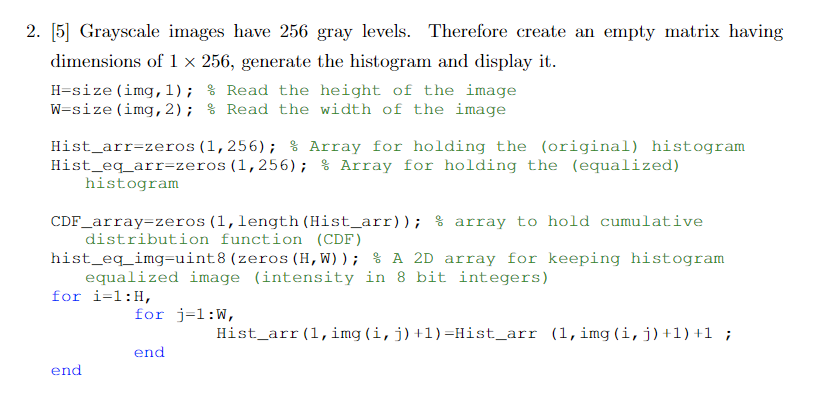 2. [5] Grayscale images have 256 gray levels. Therefore create an empty matrix having
dimensions of 1 × 256, generate the histogram and display it.
H=size(img,1); % Read the height of the image
W=size(img,2); % Read the width of the image
Hist_arr=zeros(1,256); % Array for holding the (original) histogram
Hist_eq_arr=zeros(1,256); % Array for holding the (equalized)
histogram
CDF_array=zeros(1,length(Hist_arr)); % array to hold cumulative
distribution function (CDF)
hist_eq_img=uint8(zeros(H,W)); % A 2D array for keeping histogram
equalized image (intensity in 8 bit integers)
for i=1:H,
for j=1:W,
Hist_arr(1,img(i,j)+1)=Hist_arr (1,img(i,j)+1)+1 ;
end
end